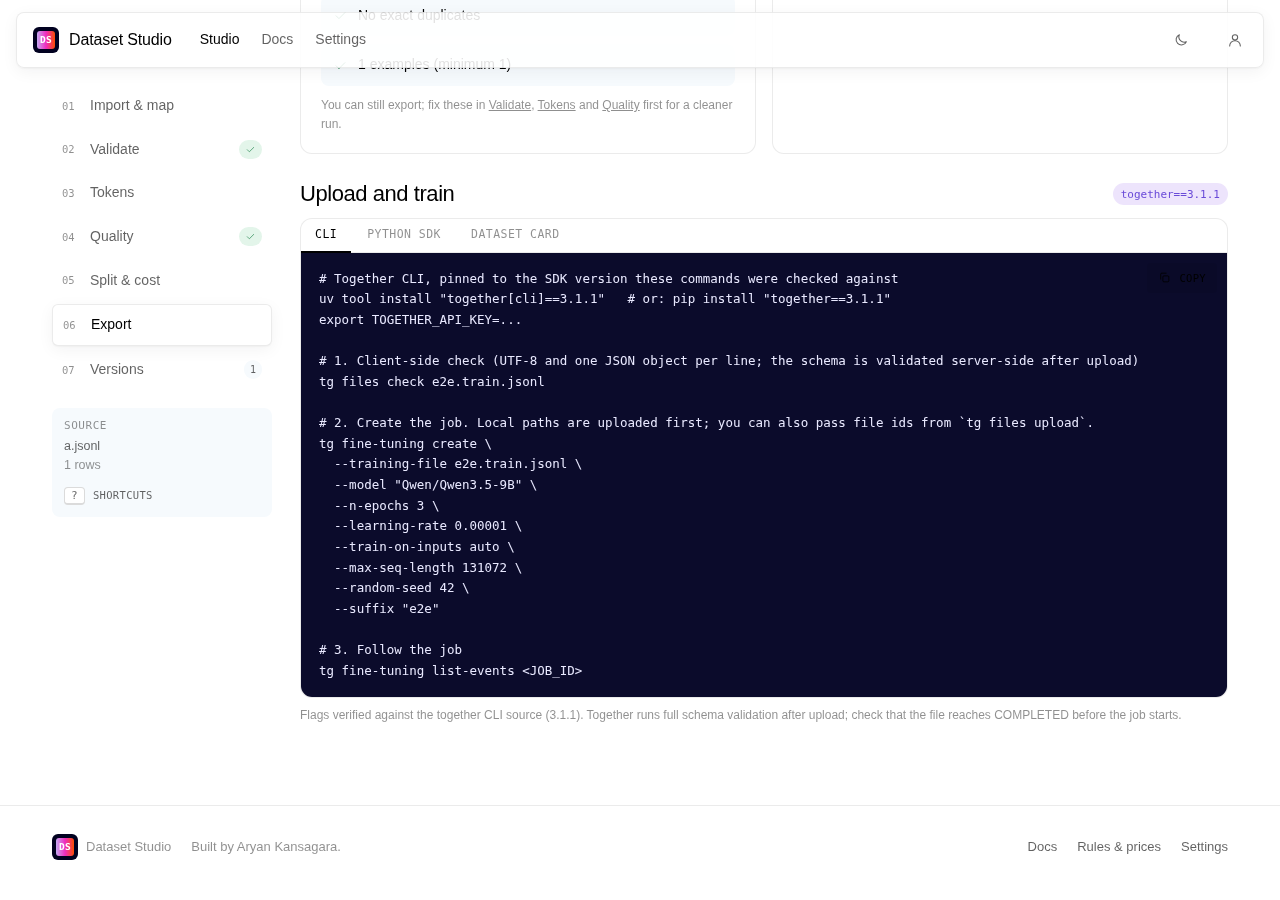 No exact duplicates
DS
Dataset Studio
Studio
Docs
Settings
1 examples (minimum 1)
01 Import & map
02 Validate
03 Tokens
04 Quality
05 Split & cost
06 Export
07 Versions 1
SOURCE
a.jsonl
1 rows
? SHORTCUTS
You can still export; fix these in Validate, Tokens and Quality first for a cleaner
run.
Upload and train
together==3.1.1
CLI PYTHON SDK DATASET CARD
COPY
# Together CLI, pinned to the SDK version these commands were checked against
uv tool install "together[cli]==3.1.1"   # or: pip install "together==3.1.1"
export TOGETHER_API_KEY=...
# 1. Client-side check (UTF-8 and one JSON object per line; the schema is validated server-side after upload)
tg files check e2e.train.jsonl
# 2. Create the job. Local paths are uploaded first; you can also pass file ids from `tg files upload`.
tg fine-tuning create \
  --training-file e2e.train.jsonl \
  --model "Qwen/Qwen3.5-9B" \
  --n-epochs 3 \
  --learning-rate 0.00001 \
  --train-on-inputs auto \
  --max-seq-length 131072 \
  --random-seed 42 \
  --suffix "e2e"
# 3. Follow the job
tg fine-tuning list-events <JOB_ID>
Flags verified against the together CLI source (3.1.1). Together runs full schema validation after upload; check that the file reaches COMPLETED before the job starts.
DS
Dataset Studio
Built by Aryan Kansagara.
Docs
Rules & prices
Settings